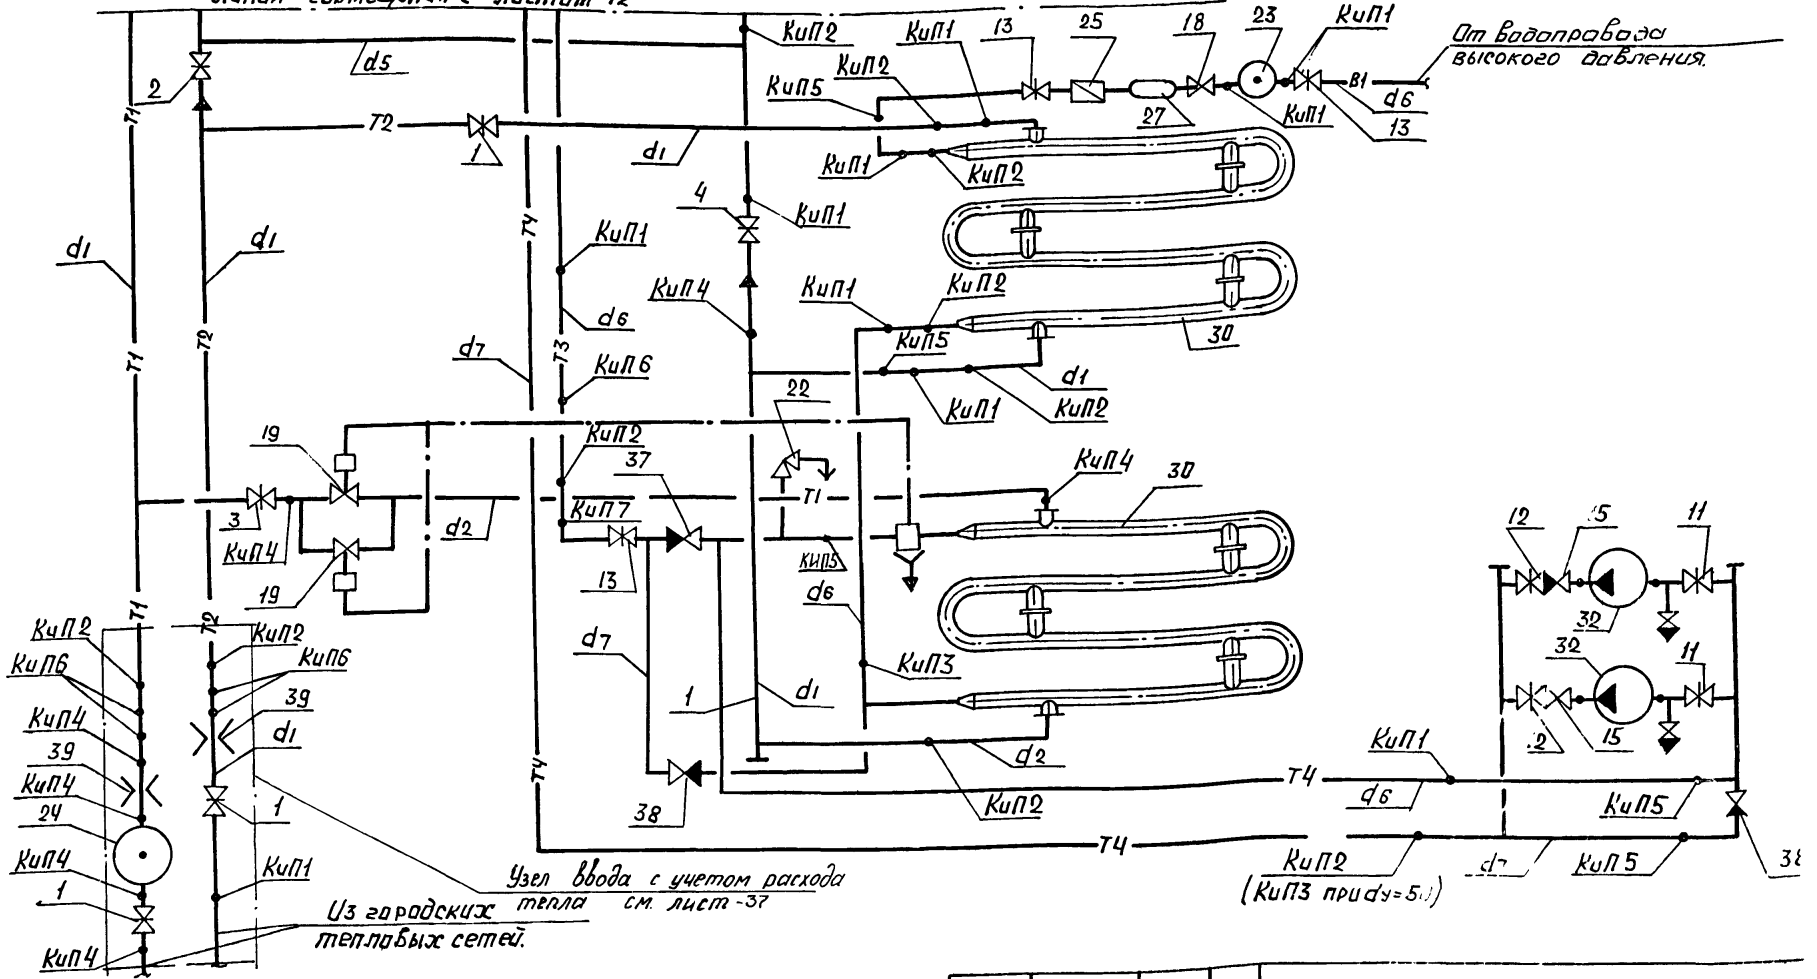 КиП2
КиП1
13
25
18
23
КиП1
От водопровода
высокого давления.
d5
КиП2
2
КиП5
В1
d6
Т1
Т2
27
КиП1
13
1
d1
КиП1
КиП2
4
КиП1
Т4
d1
d1
КиП1
КиП4
КиП1
КиП2
d6
Т2
Т3
Т1
d7
КиП5
30
КиП6
d1
22
КиП1
КиП2
19
КиП2
37
КиП4
30
Т1
3
КиП4
d2
КиП7
КИП5
12
11
19
13
d6
Т1
Т2
32
КиП2
КиП2
d7
32
11
КиП6
КиП6
КиП3
1
d1
39
КиП4
d1
15
39
КиП1
d2
Т4
Т4
КиП4
1
d6
КиП5
24
38
КиП2
КиП4
Т4
КиП2
КиП5
1
КиП1
Узел ввода с учетом расхода
тепла см. лист-37
(КиП3 при dу=
Из городских
тепловых сетей.
КиП4